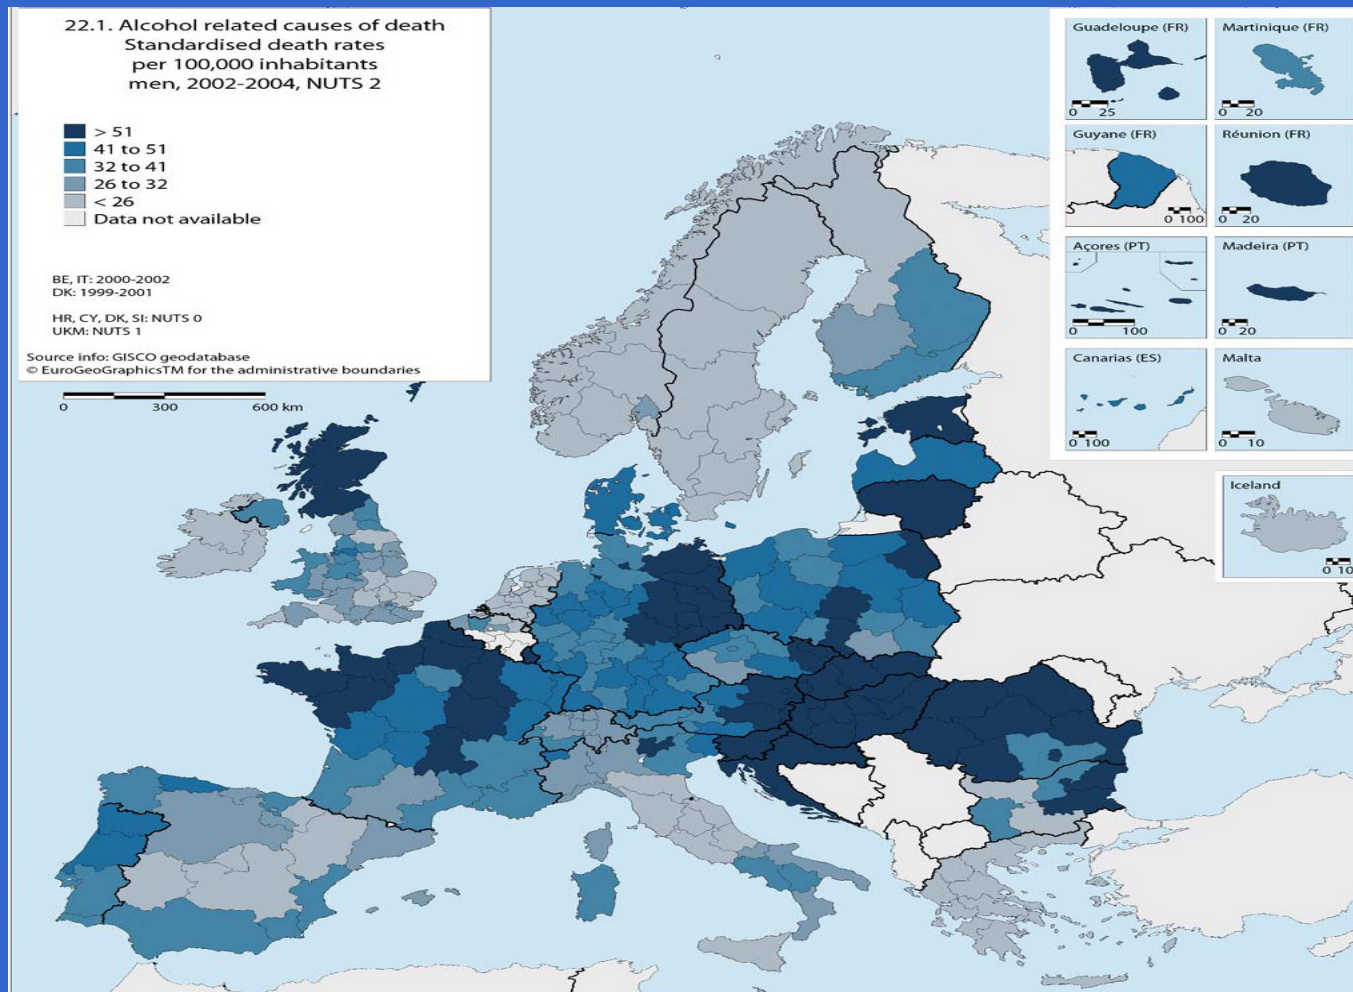 22.1. Alcohol related causes of death
Standardised death rates
per 100,000 inhabitants
men, 2002-2004, NUTS 2
> 51
41 to 51
32 to 41
26 to 32
< 26
Data not available
BE, IT: 2000-2002
DK: 1999-2001
HR, CY, DK, SI: NUTS 0
UKM: NUTS 1
Source info: GISCO geodatabase
© EuroGeoGraphicsTM for the administrative boundaries
0 300 600 km
Guadeloupe (FR)
0 25
Martinique (FR)
0 20
Guyane (FR)
0 100
Réunion (FR)
0 20
Açores (PT)
0 100
Madeira (PT)
0 20
Canarias (ES)
0 100
Malta
0 10
Iceland
0 10